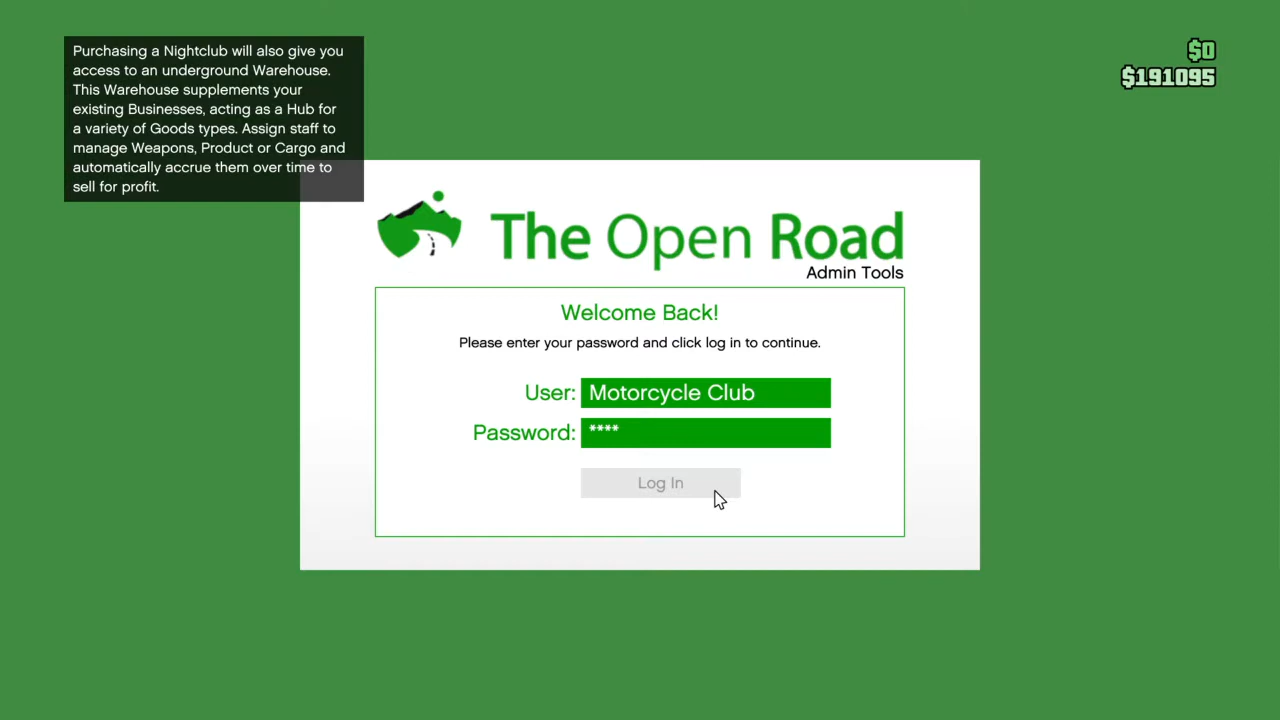 Purchasing a Nightclub will also give you
access to an underground Warehouse.
This Warehouse supplements your
existing Businesses, acting as a Hub for
a variety of Goods types. Assign staff to
manage Weapons, Product or Cargo and
automatically accrue them over time to
sell for profit.
$0
$191095
The Open Road
Admin Tools
Welcome Back!
Please enter your password and click log in to continue.
User: Motorcycle Club
Password: ****
Log In